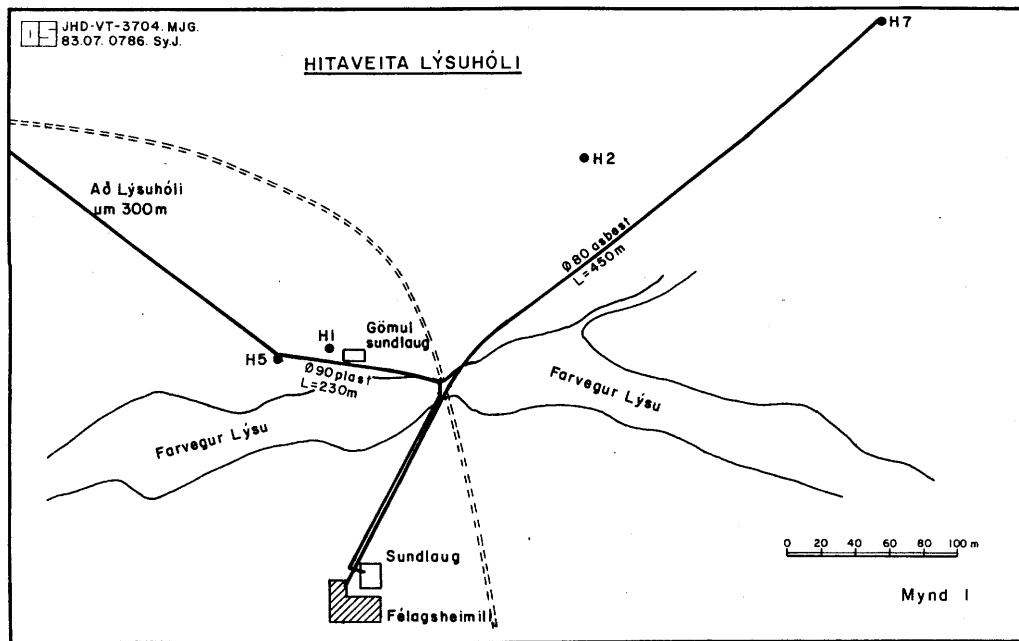 OS JHD-VT-3704. MJG.
83.07. 0786. Sy.J.
HITAVEITA LÝSUHÓLI
H7
H2
Að Lýsuhóli
um 300m
Ø80 asbest
L=450m
H1
Gömul
sundlaug
H5
Ø90 plast
L=230m
Farvegur Lýsu
Farvegur Lýsu
Sundlaug
Félagsheimili
0 20 40 60 80 100 m
Mynd 1